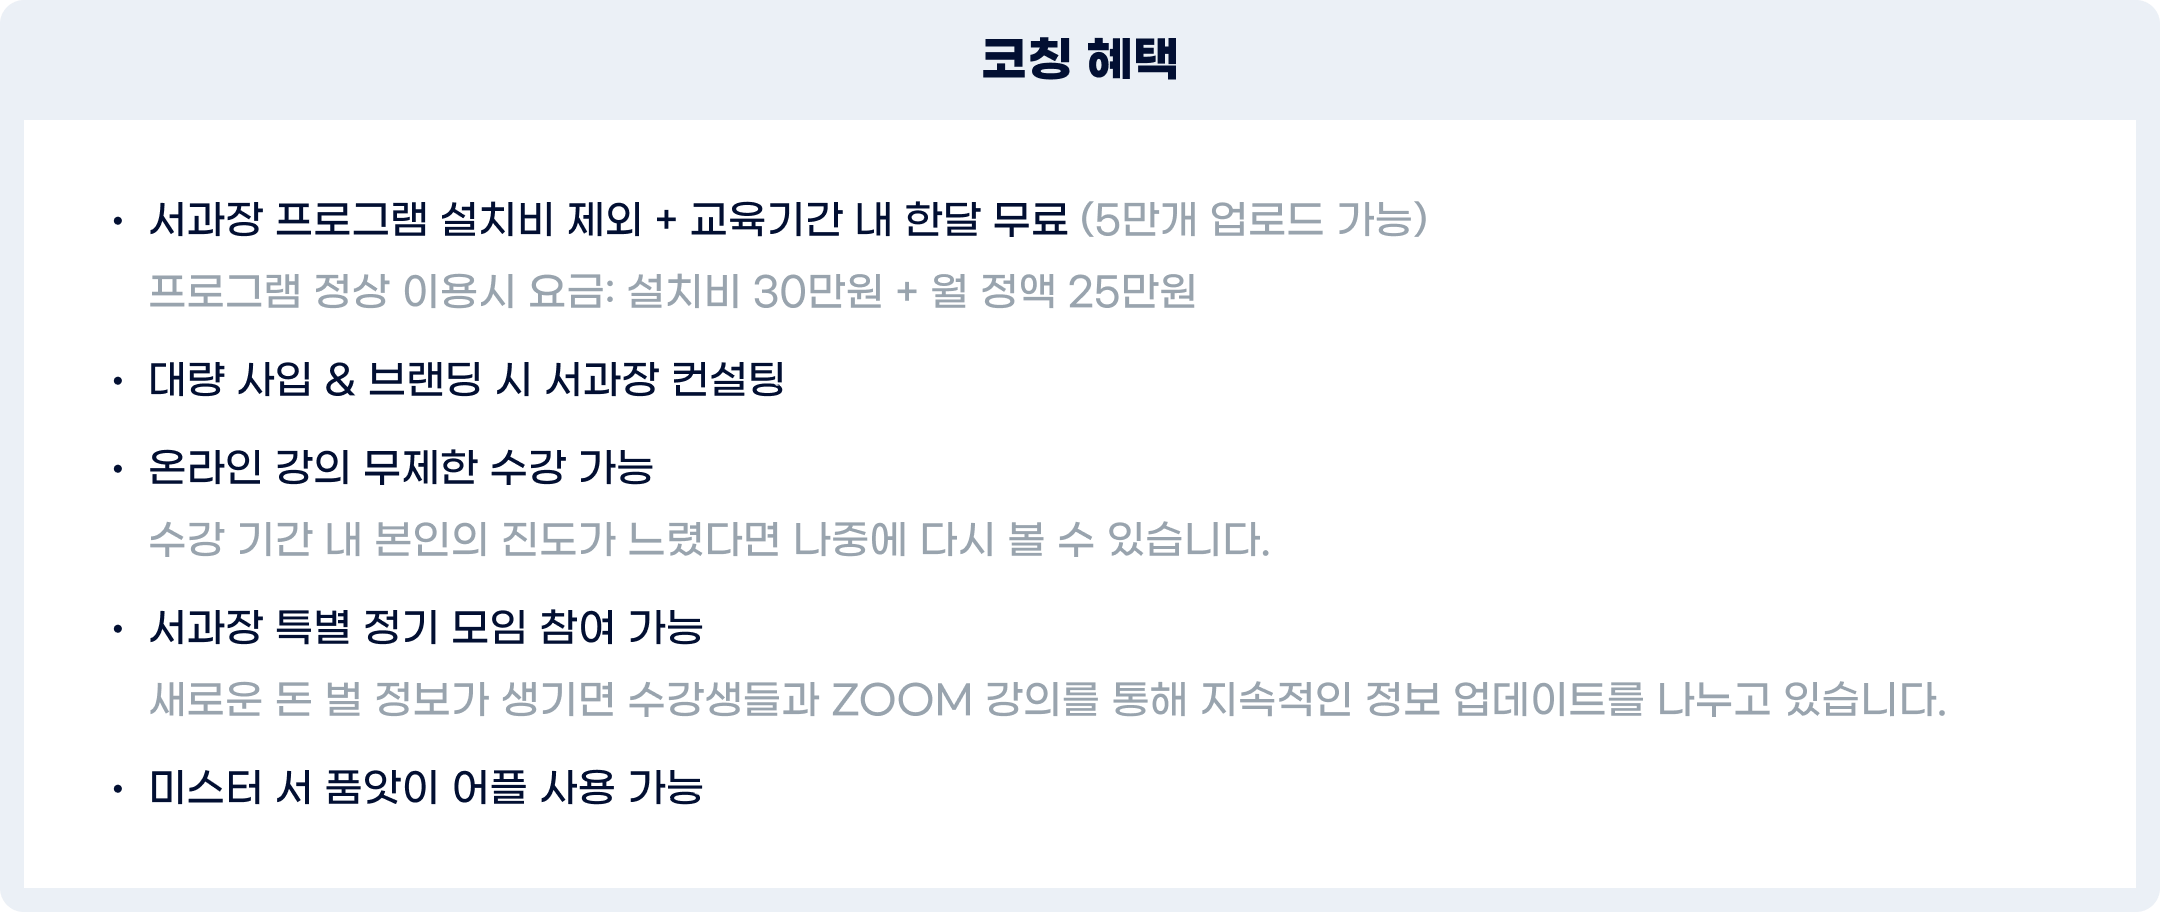 코칭 혜택
• 서과장 프로그램 설치비 제외 + 교육기간 내 한달 무료 (5만개 업로드 가능)
프로그램 정상 이용시 요금: 설치비 30만원 + 월 정액 25만원
• 대량 사입 & 브랜딩 시 서과장 컨설팅
• 온라인 강의 무제한 수강 가능
수강 기간 내 본인의 진도가 느렸다면 나중에 다시 볼 수 있습니다.
• 서과장 특별 정기 모임 참여 가능
새로운 돈 벌 정보가 생기면 수강생들과 ZOOM 강의를 통해 지속적인 정보 업데이트를 나누고 있습니다.
• 미스터 서 품앗이 어플 사용 가능